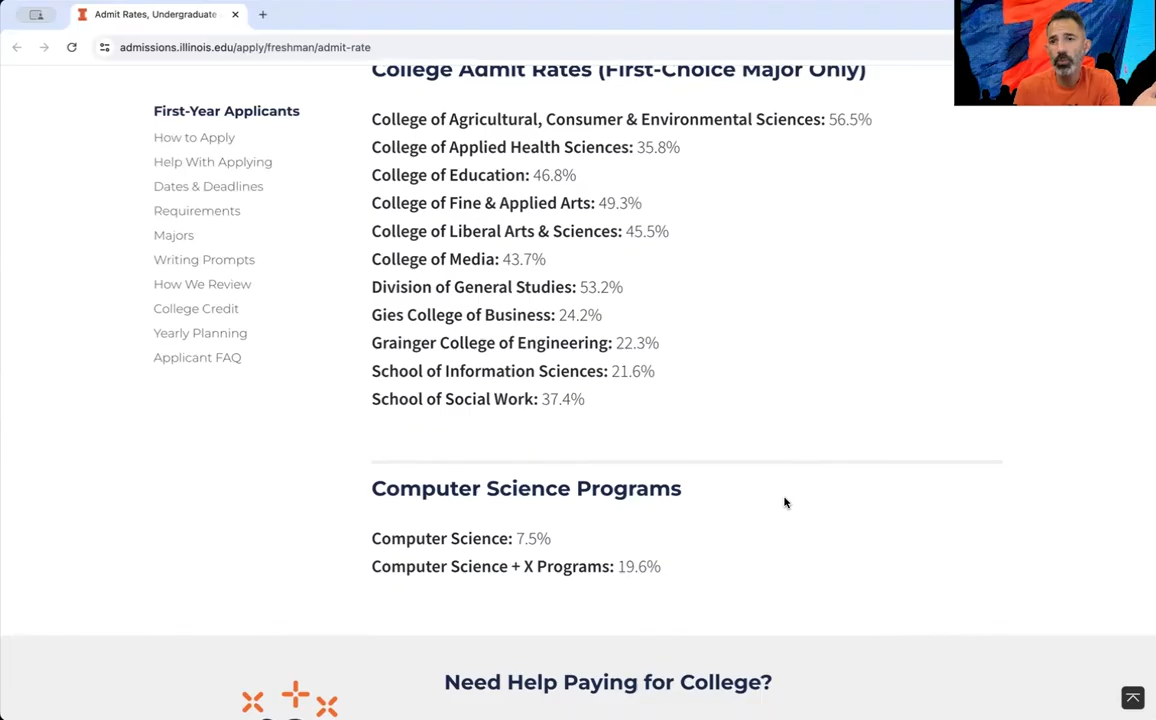 Admit Rates, Undergraduate
admissions.illinois.edu/apply/freshman/admit-rate
College Admit Rates (First-Choice Major Only)
First-Year Applicants
How to Apply
Help With Applying
Dates & Deadlines
Requirements
Majors
Writing Prompts
How We Review
College Credit
Yearly Planning
Applicant FAQ
College of Agricultural, Consumer & Environmental Sciences: 56.5%
College of Applied Health Sciences: 35.8%
College of Education: 46.8%
College of Fine & Applied Arts: 49.3%
College of Liberal Arts & Sciences: 45.5%
College of Media: 43.7%
Division of General Studies: 53.2%
Gies College of Business: 24.2%
Grainger College of Engineering: 22.3%
School of Information Sciences: 21.6%
School of Social Work: 37.4%
Computer Science Programs
Computer Science: 7.5%
Computer Science + X Programs: 19.6%
Need Help Paying for College?